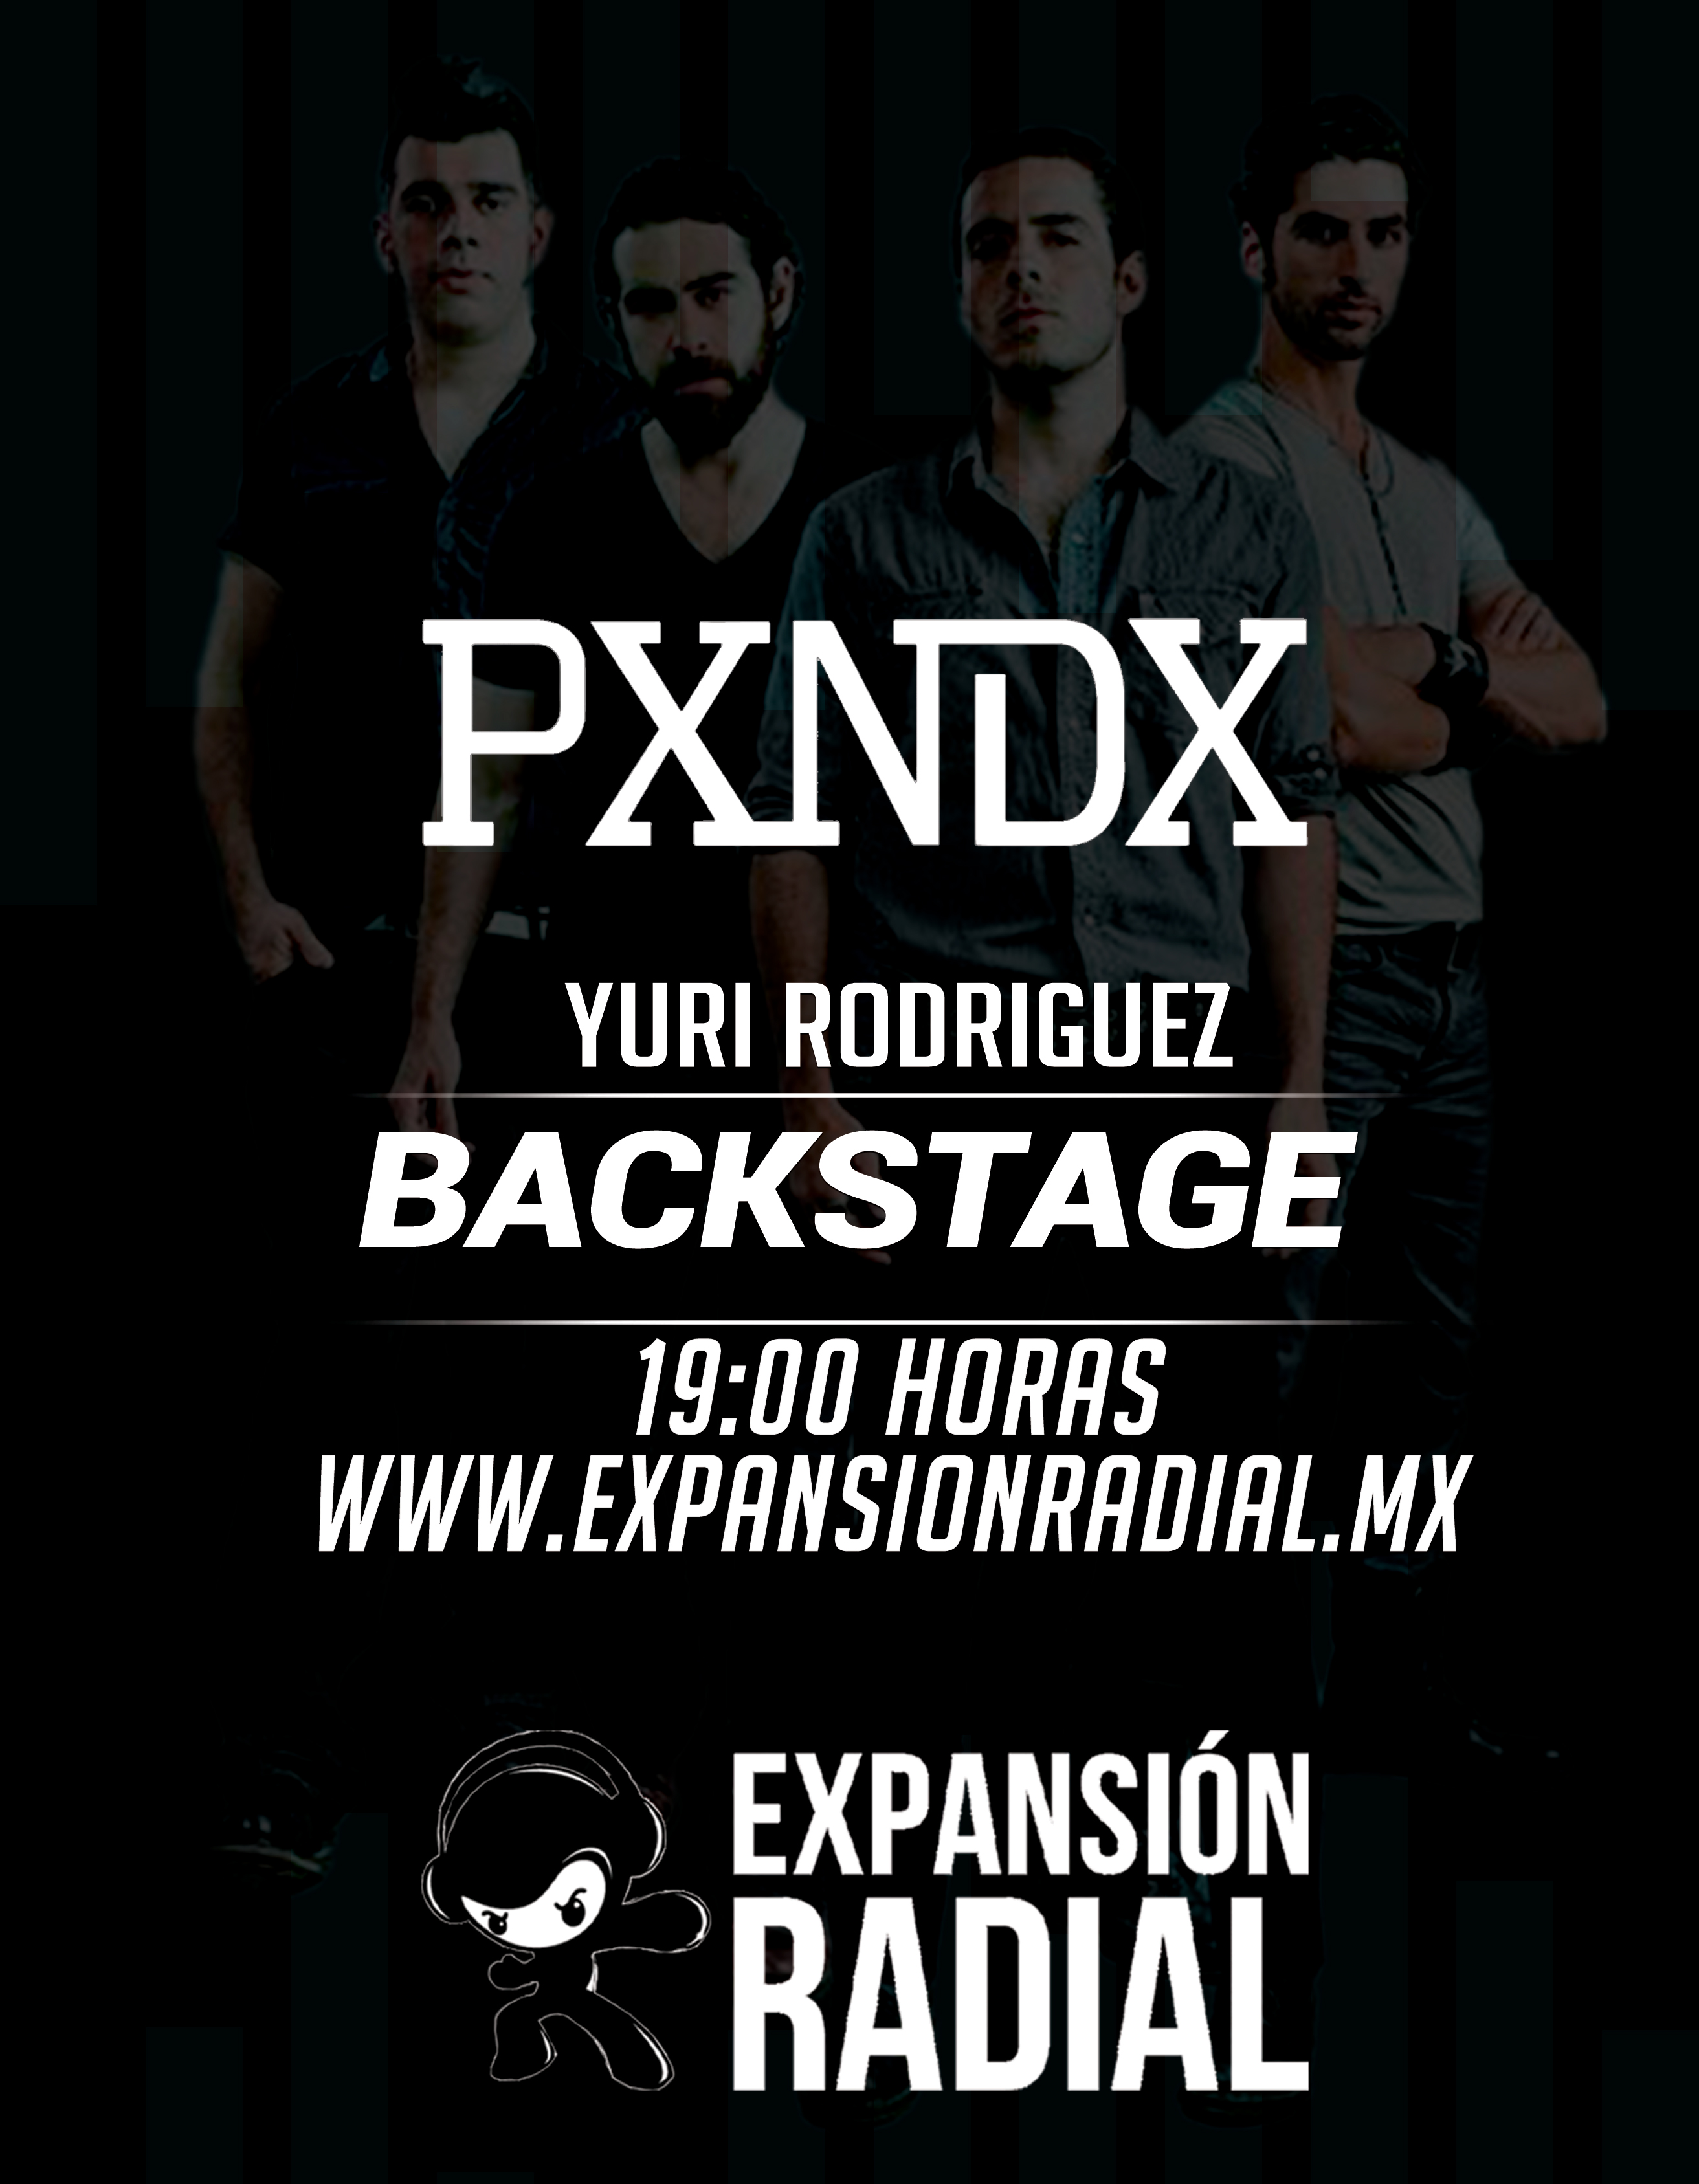 PXNDX
YURI RODRIGUEZ
BACKSTAGE
19:00 HORAS
WWW.EXPANSIONRADIAL.MX
EXPANSIÓN
RADIAL